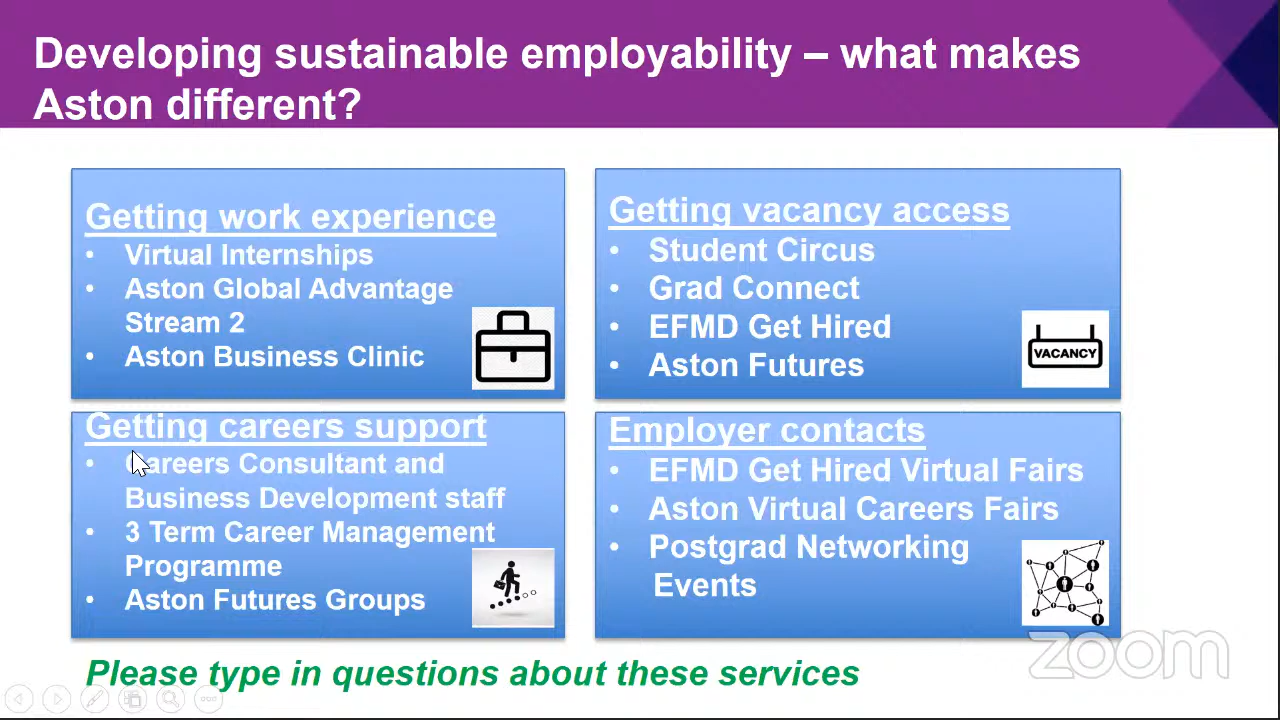 Developing sustainable employability – what makes
Aston different?
Getting work experience
• Virtual Internships
• Aston Global Advantage
Stream 2
• Aston Business Clinic
Getting vacancy access
• Student Circus
• Grad Connect
• EFMD Get Hired
• Aston Futures
VACANCY
Getting careers support
• Careers Consultant and
Business Development staff
• 3 Term Career Management
Programme
• Aston Futures Groups
Employer contacts
• EFMD Get Hired Virtual Fairs
• Aston Virtual Careers Fairs
• Postgrad Networking
Events
zoom
Please type in questions about these services